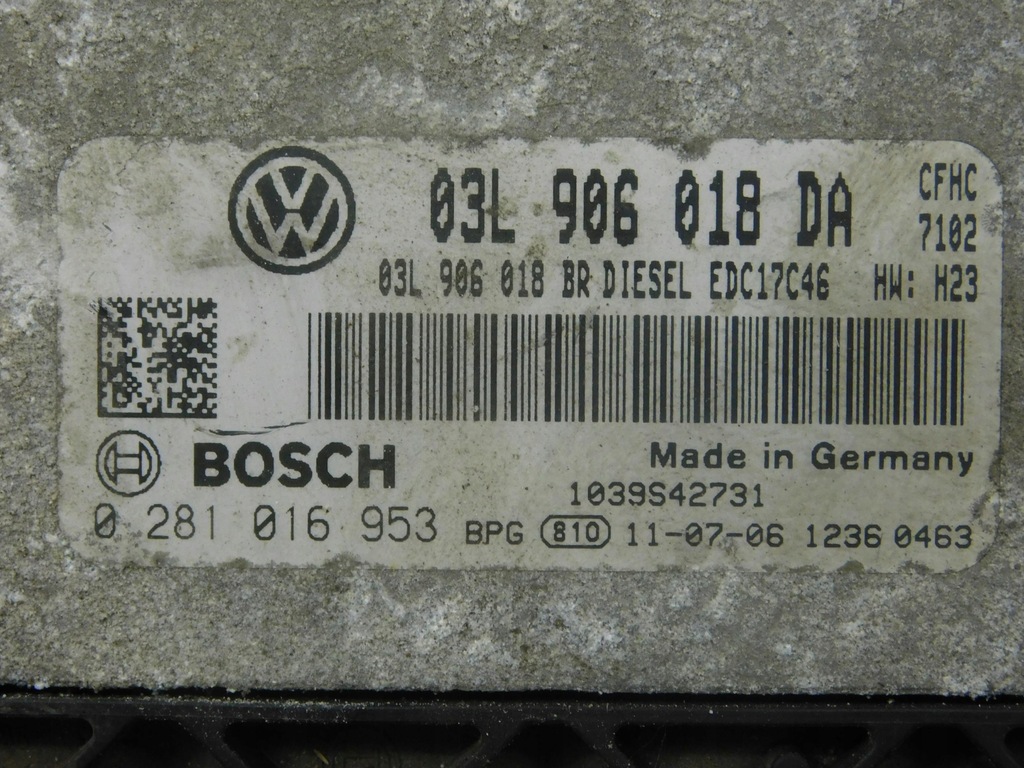 03L 906 018 DA CFHC
7102
03L 906 018 BR DIESEL EDC17C46 HW: H23
BOSCH
Made in Germany
1039S42731
0 281 016 953 BPG 810 11-07-06 1236 0463